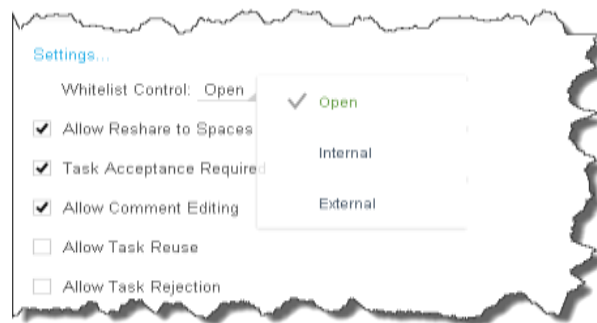 Settings...
Whitelist Control: Open
Open
Allow Reshare to Spaces
Internal
Task Acceptance Required
External
Allow Comment Editing
Allow Task Reuse
Allow Task Rejection